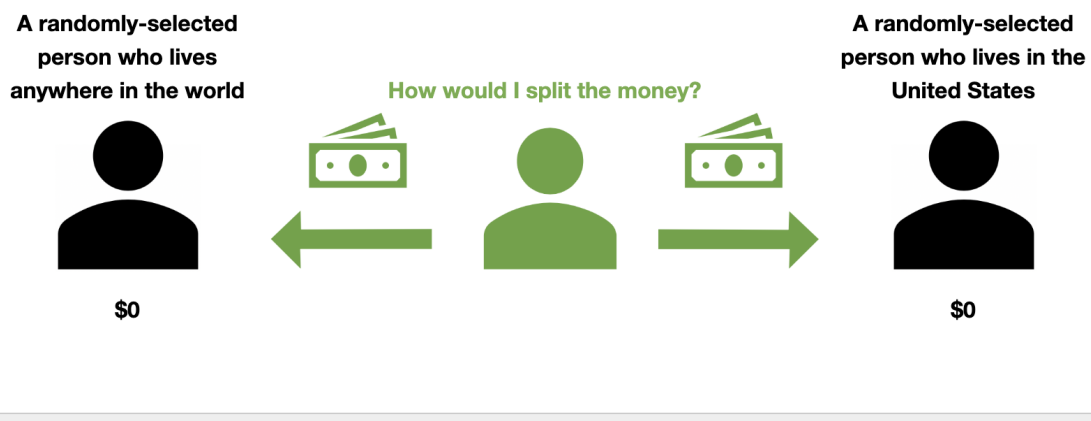 A randomly-selected
person who lives
anywhere in the world
How would I split the money?
A randomly-selected
person who lives in the
United States
$0
$0